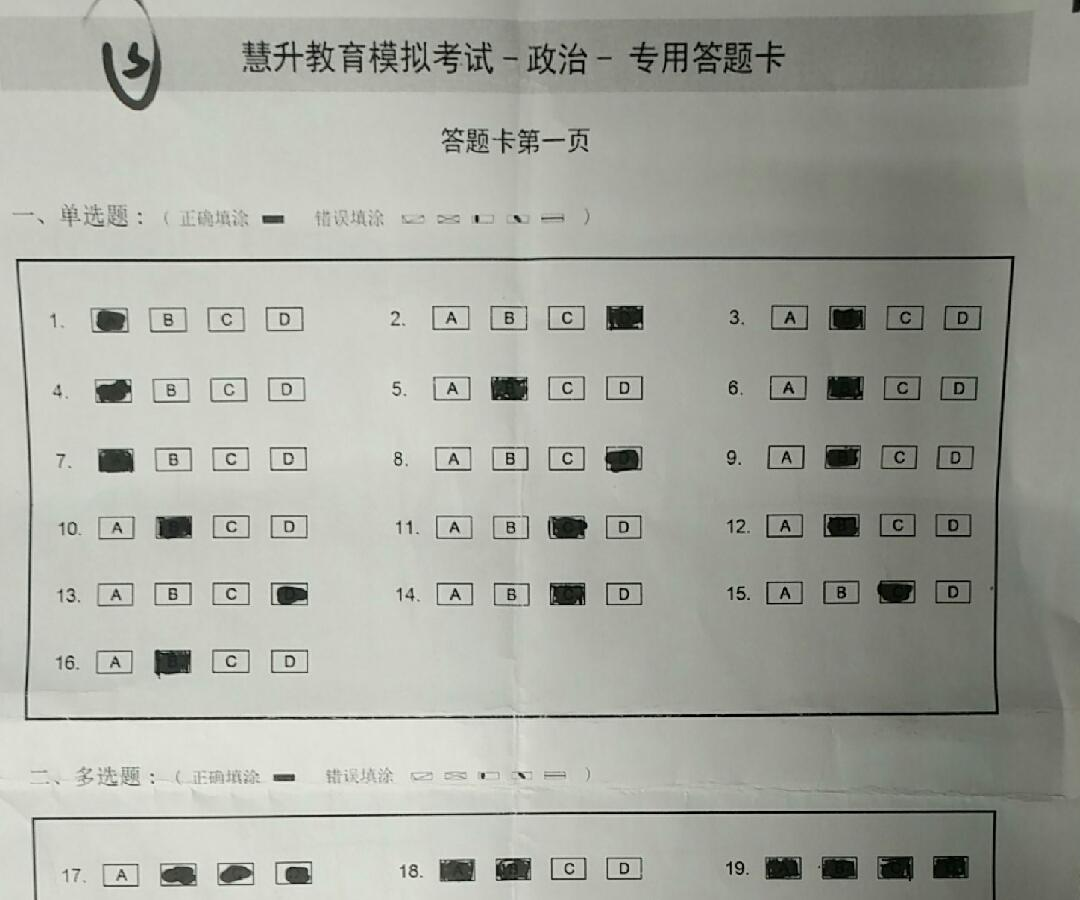 慧升教育模拟考试－政治－ 专用答题卡
答题卡第一页
一、单选题：（ 正确填涂 错误填涂 ）
1. B C D 2. A B C 3. A C D
4. B C D 5. A C D 6. A C D
7. B C D 8. A B C D 9. A B C D
10. A B C D 11. A B C D 12. A B C D
13. A B C D 14. A B C D 15. A B C D
16. A B C D
二、多选题：（ 正确填涂 错误填涂 ）
17. A 18. C D 19.